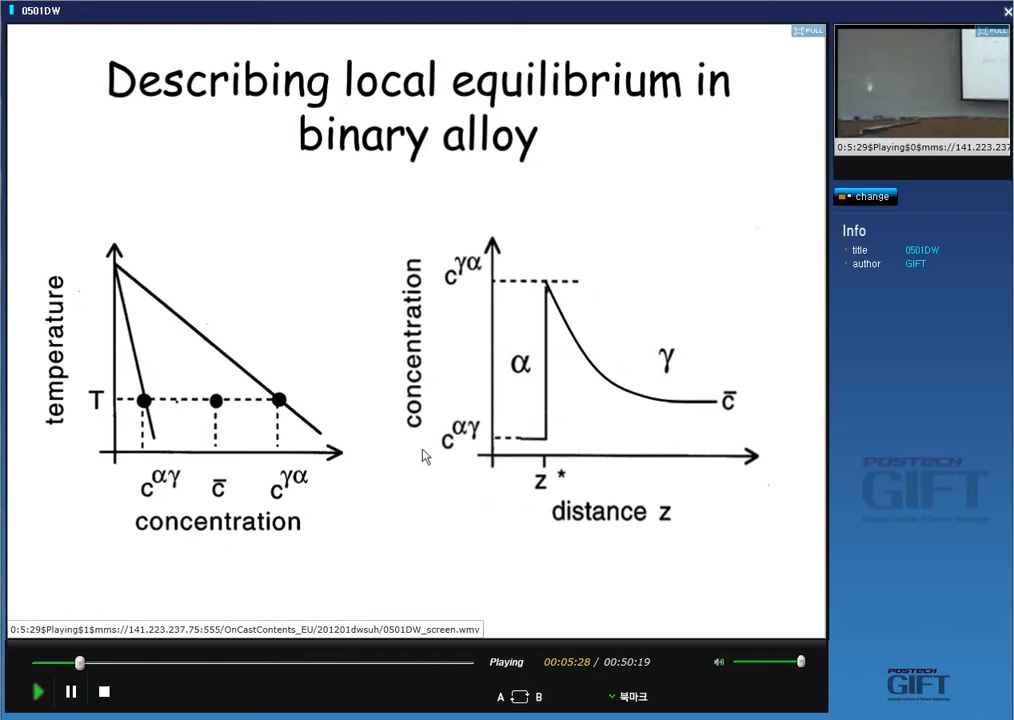 0501DW
×
FULL
FULL
Describing local equilibrium in
binary alloy
temperature
T
c^αγ
c̄
c^γα
concentration
concentration
c^γα
α
γ
c̄
c^αγ
z *
distance z
0:5:29$Playing$0$mms://141.223.237
change
Info
title 0501DW
author GIFT
POSTECH
GIFT
0:5:29$Playing$1$mms://141.223.237.75:555/OnCastContents_EU/201201dwsuh/0501DW_screen.wmv
Playing 00:05:28 / 00:50:19
A B 북마크
POSTECH
GIFT